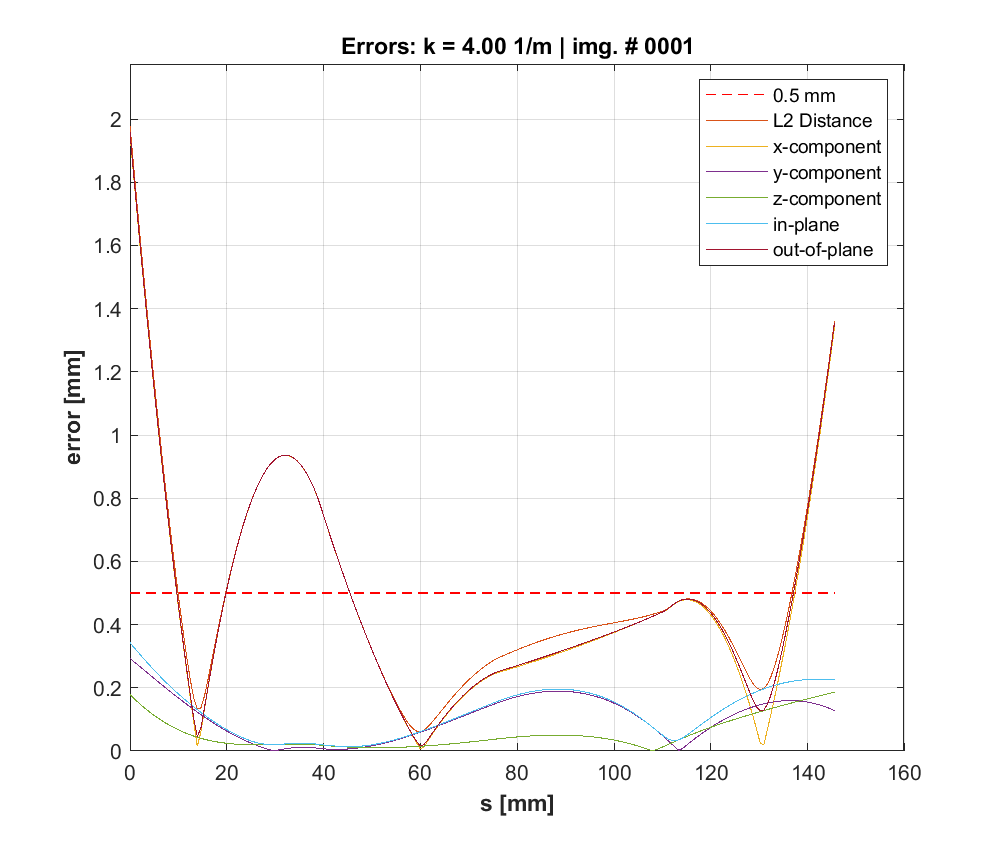 Errors: k = 4.00 1/m | img. # 0001
0.5 mm
L2 Distance
x-component
y-component
z-component
in-plane
out-of-plane
error [mm]
2
1.8
1.6
1.4
1.2
1
0.8
0.6
0.4
0.2
0
0 20 40 60 80 100 120 140 160
s [mm]